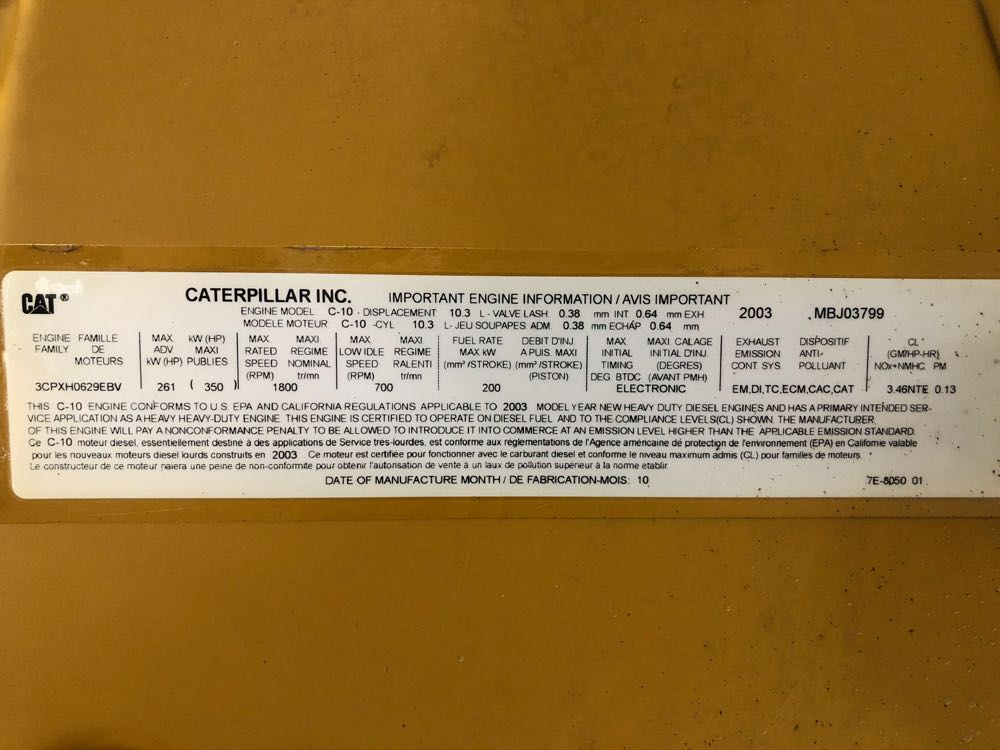 CAT®
CATERPILLAR INC. IMPORTANT ENGINE INFORMATION / AVIS IMPORTANT
ENGINE MODEL C-10 - DISPLACEMENT 10.3 L - VALVE LASH 0.38 mm INT 0.64 mm EXH 2003 MBJ03799
MODELE MOTEUR C-10 -CYL 10.3 L - JEU SOUPAPES ADM. 0.38 mm ECHÁP 0.64 mm
ENGINE FAMILLE MAX kW (HP) MAX MAXI MAX MAXI FUEL RATE DEBIT D'INJ. MAX MAXI. CALAGE EXHAUST DISPOSITIF CL
FAMILY DE ADV MAXI RATED REGIME LOW IDLE REGIME MAX kW A PUIS. MAXI INITIAL INITIAL D'INJ. EMISSION ANTI- (GM/HP-HR)
MOTEURS kW (HP) PUBLIES SPEED NOMINAL SPEED RALENTI (mm³/STROKE) (mm³/STROKE) TIMING (DEGRES) CONT. SYS. POLLUANT NOx+NMHC PM
(RPM) tr/mn (RPM) tr/mn (PISTON) DEG. BTDC (AVANT PMH)
3CPXH0629EBV 261 ( 350 ) 1800 700 200 ELECTRONIC EM,DI,TC,ECM,CAC,CAT 3.46NTE 0.13
THIS C-10 ENGINE CONFORMS TO U.S. EPA AND CALIFORNIA REGULATIONS APPLICABLE TO 2003 MODEL YEAR NEW HEAVY DUTY DIESEL ENGINES AND HAS A PRIMARY INTENDED SER-
VICE APPLICATION AS A HEAVY HEAVY-DUTY ENGINE. THIS ENGINE IS CERTIFIED TO OPERATE ON DIESEL FUEL AND TO THE COMPLIANCE LEVELS(CL) SHOWN. THE MANUFACTURER
OF THIS ENGINE WILL PAY A NONCONFORMANCE PENALTY TO BE ALLOWED TO INTRODUCE IT INTO COMMERCE AT AN EMISSION LEVEL HIGHER THAN THE APPLICABLE EMISSION STANDARD.
Ce C-10 moteur diesel, essentiellement destiné à des applications de Service très-lourdes, est conforme aux reglementations de l'Agence américaine dé protection de l'environnement (EPA) en Californie valable
pour les nouveaux moteurs diesel lourds construits en 2003 Ce moteur est certifiée pour fonctionner avec le carburant diesel et conforme le niveau maximum admis (CL) pour familles de moteurs.
Le constructeur de ce moteur paiera une peine de non-conformite pour obtenir l'autorisation de vente à un laux de pollution supérieur à la norme etablir.
DATE OF MANUFACTURE MONTH / DE FABRICATION-MOIS: 10 7E-8050 01